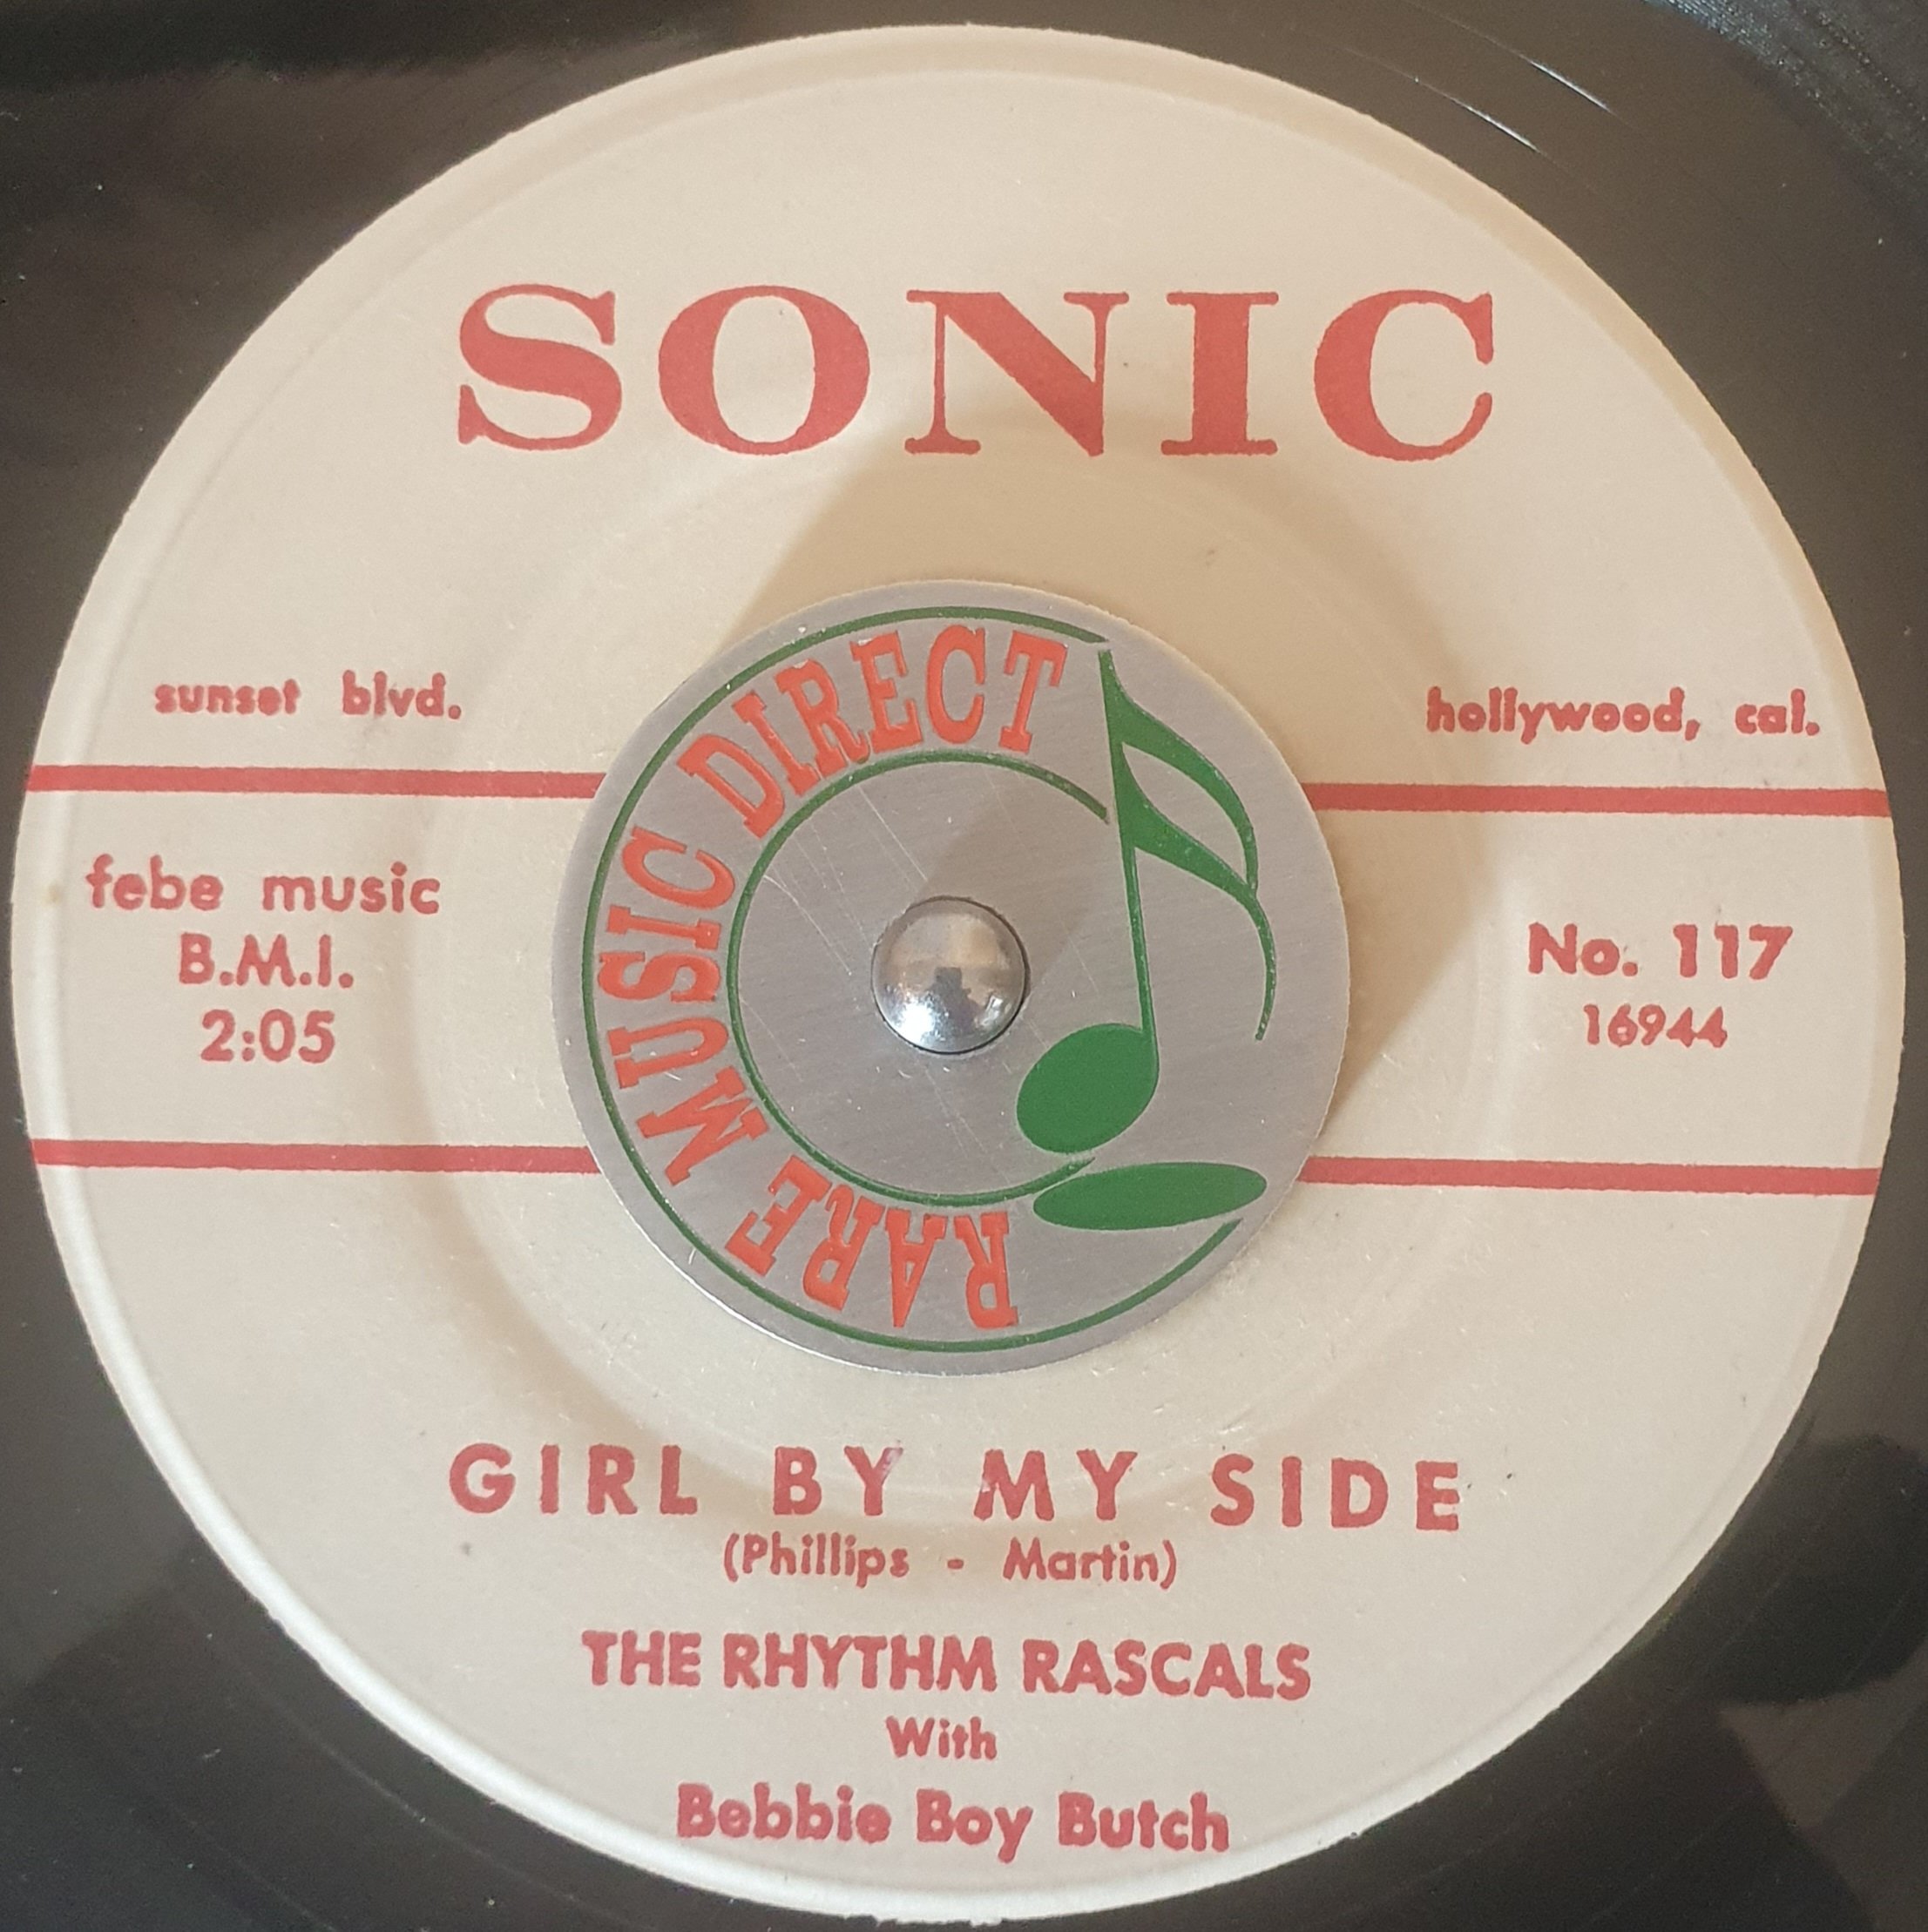 SONIC
sunset blvd.
hollywood, cal.
febe music
B.M.I.
2:05
RARE MUSIC DIRECT
No. 117
16944
GIRL BY MY SIDE
(Phillips - Martin)
THE RHYTHM RASCALS
With
Bebbie Boy Butch